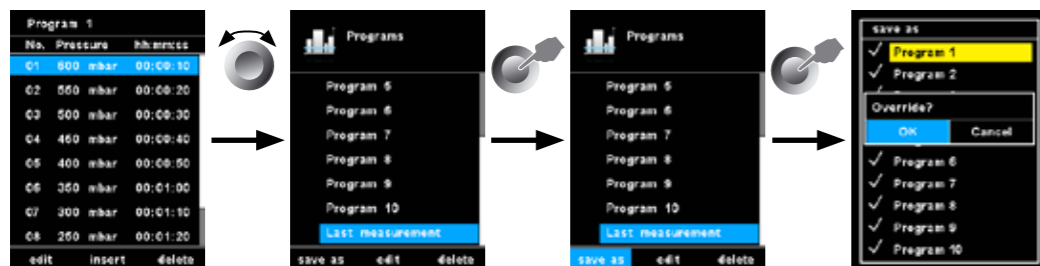 Program 1
No. Pressure hh:mm:ss
01 600 mbar 00:00:10
02 550 mbar 00:00:20
03 500 mbar 00:00:30
04 450 mbar 00:00:40
05 400 mbar 00:00:50
06 350 mbar 00:01:00
07 300 mbar 00:01:10
08 250 mbar 00:01:20
edit insert delete
Programs
Program 5
Program 6
Program 7
Program 8
Program 9
Program 10
Last measurement
save as edit delete
Programs
Program 5
Program 6
Program 7
Program 8
Program 9
Program 10
Last measurement
save as edit delete
save as
Program 1
Program 2
Override?
OK Cancel
Program 6
Program 7
Program 8
Program 9
Program 10